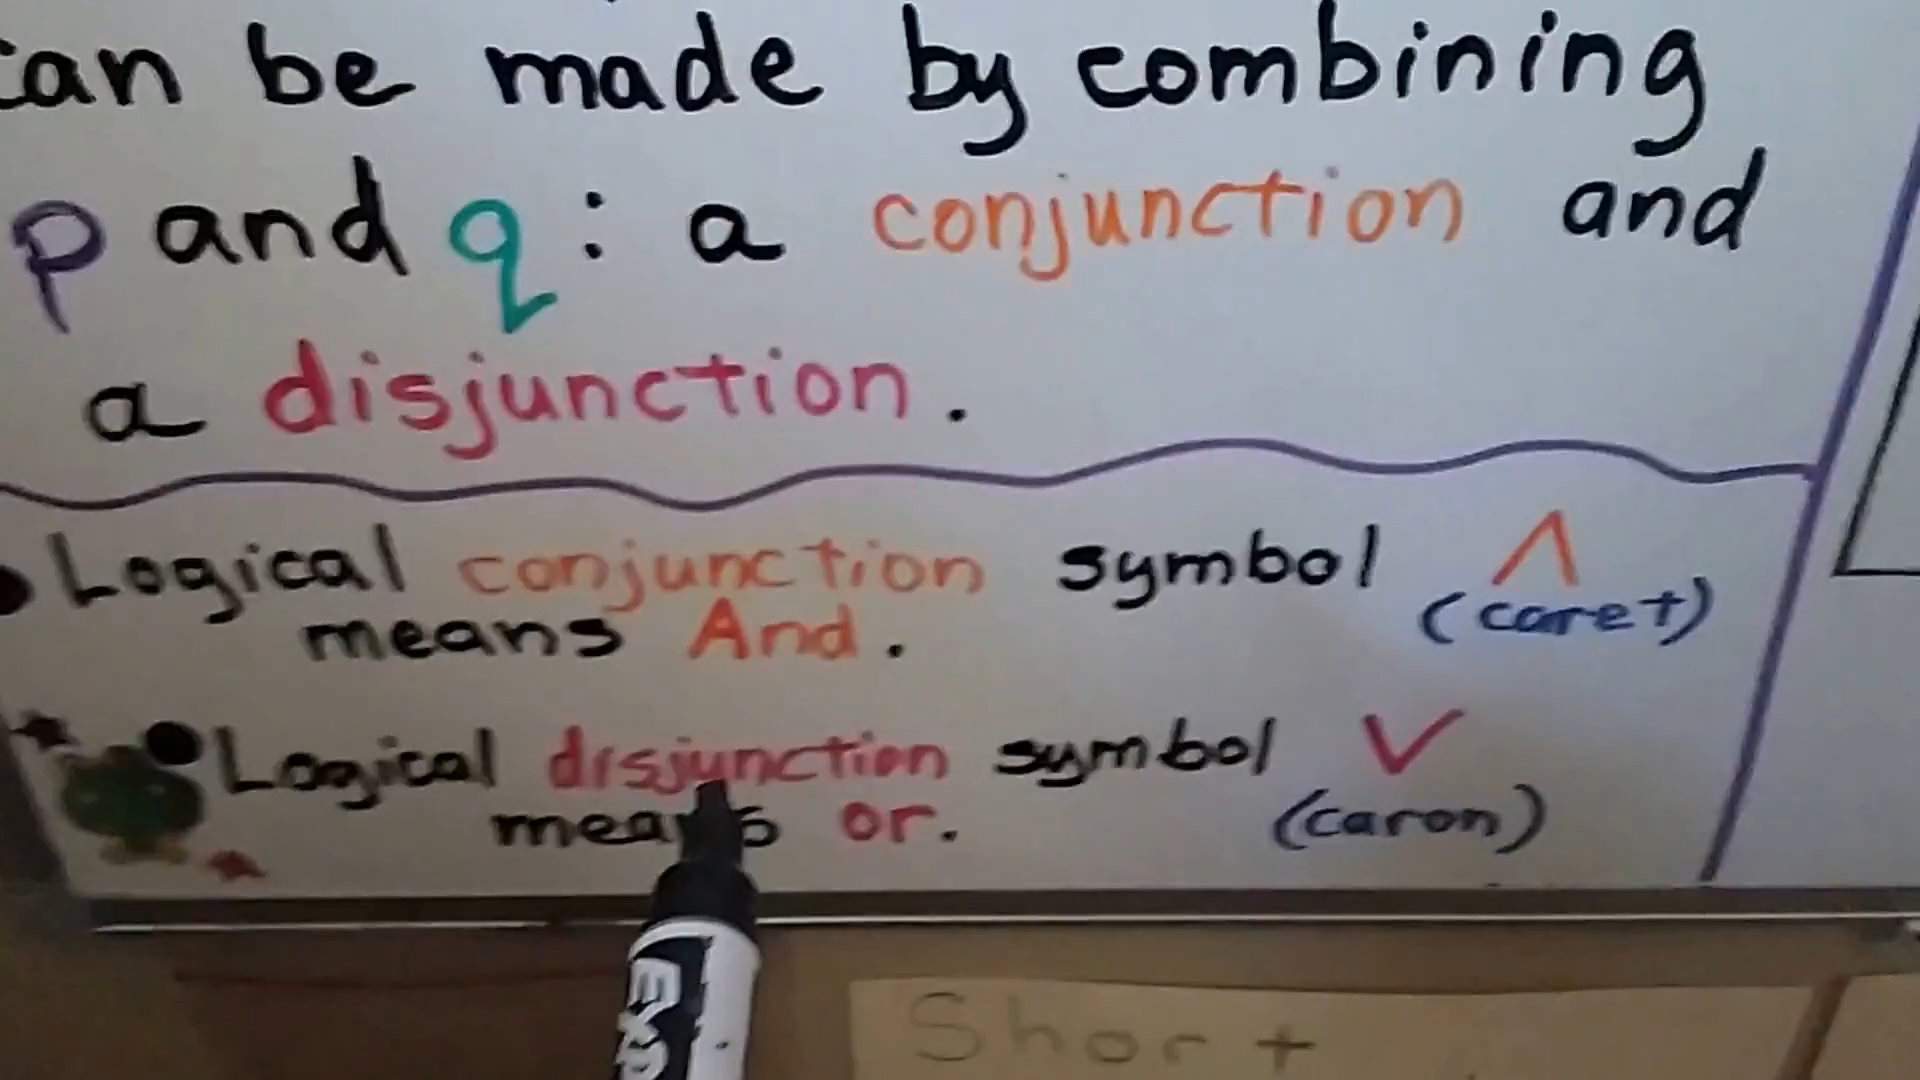 can be made by combining
p and q: a conjunction and
a disjunction.
Logical conjunction symbol ∧
means And. (caret)
Logical disjunction symbol ∨
means or. (caron)
EXP
Short